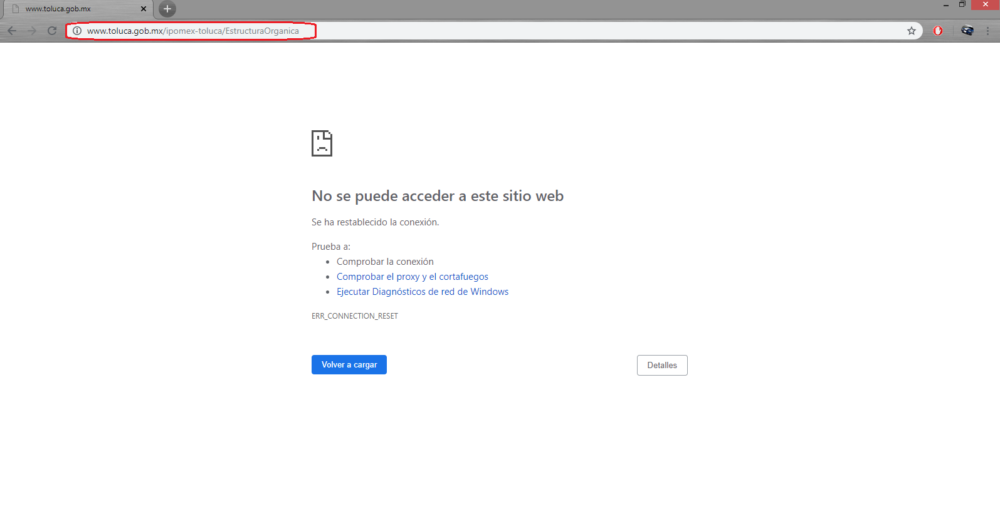 www.toluca.gob.mx
www.toluca.gob.mx/ipomex-toluca/EstructuraOrganica
No se puede acceder a este sitio web
Se ha restablecido la conexión.
Prueba a:
Comprobar la conexión
Comprobar el proxy y el cortafuegos
Ejecutar Diagnósticos de red de Windows
ERR_CONNECTION_RESET
Volver a cargar
Detalles